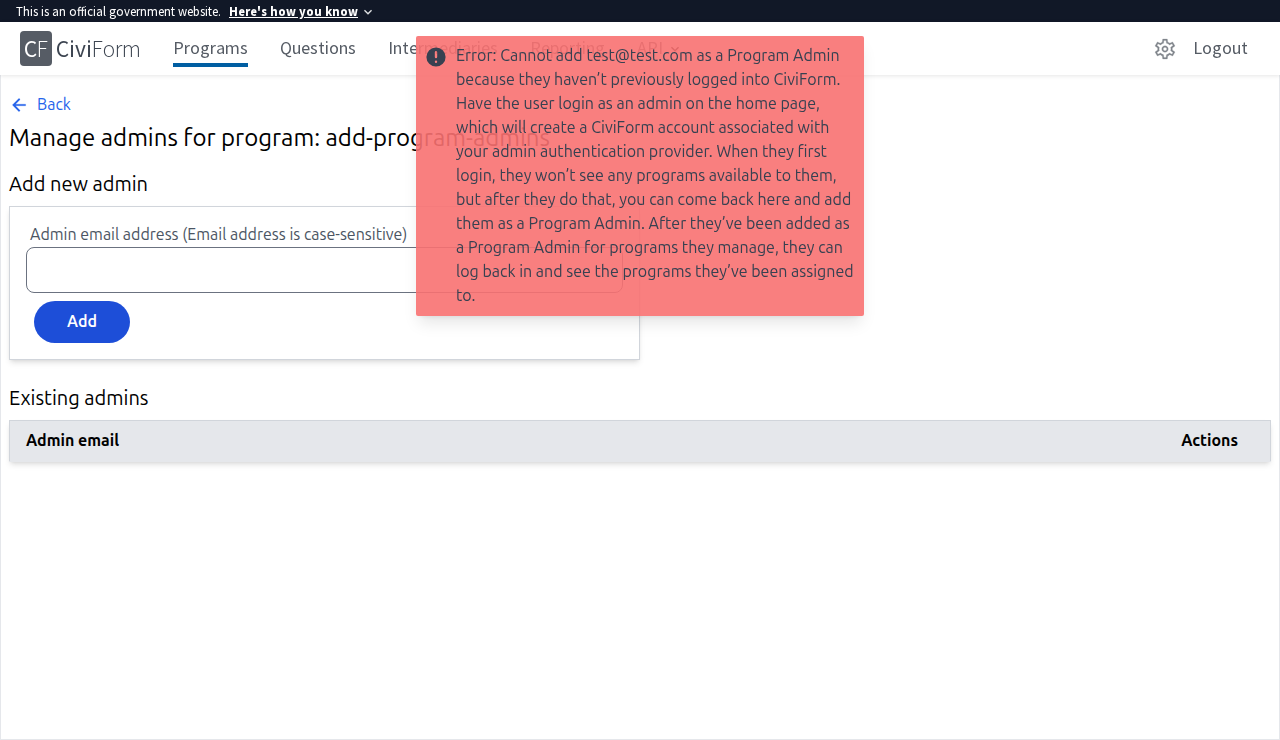 This is an official government website. Here's how you know
CF CiviForm Programs Questions Intermediaries Reporting API Logout
Error: Cannot add test@test.com as a Program Admin
because they haven’t previously logged into CiviForm.
Have the user login as an admin on the home page,
which will create a CiviForm account associated with
your admin authentication provider. When they first
login, they won’t see any programs available to them,
but after they do that, you can come back here and add
them as a Program Admin. After they’ve been added as
a Program Admin for programs they manage, they can
log back in and see the programs they’ve been assigned
to.
Back
Manage admins for program: add-program-admins
Add new admin
Admin email address (Email address is case-sensitive)
Add
Existing admins
Admin email Actions